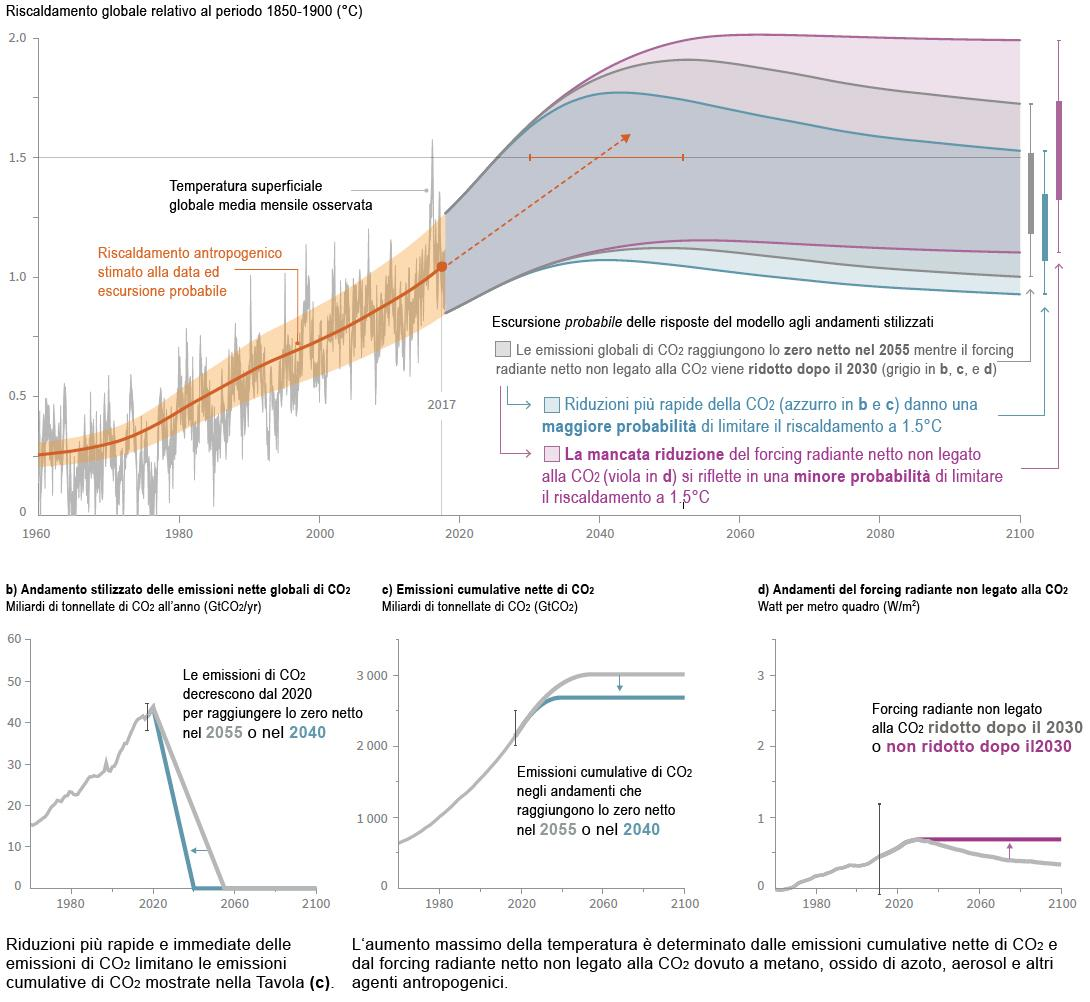 Riscaldamento globale relativo al periodo 1850-1900 (°C)
2.0
1.5
1.0
0.5
0
Temperatura superficiale
globale media mensile osservata
Riscaldamento antropogenico
stimato alla data ed
escursione probabile
2017
Escursione probabile delle risposte del modello agli andamenti stilizzati
Le emissioni globali di CO2 raggiungono lo zero netto nel 2055 mentre il forcing
radiante netto non legato alla CO2 viene ridotto dopo il 2030 (grigio in b, c, e d)
Riduzioni più rapide della CO2 (azzurro in b e c) danno una
maggiore probabilità di limitare il riscaldamento a 1.5°C
La mancata riduzione del forcing radiante netto non legato
alla CO2 (viola in d) si riflette in una minore probabilità di limitare
il riscaldamento a 1.5°C
1960 1980 2000 2020 2040 2060 2080 2100
b) Andamento stilizzato delle emissioni nette globali di CO2
Miliardi di tonnellate di CO2 all'anno (GtCO2/yr)
60
50
40
30
20
10
0
Le emissioni di CO2
decrescono dal 2020
per raggiungere lo zero netto
nel 2055 o nel 2040
1980 2020 2060 2100
c) Emissioni cumulative nette di CO2
Miliardi di tonnellate di CO2 (GtCO2)
3 000
2 000
1 000
0
Emissioni cumulative di CO2
negli andamenti che
raggiungono lo zero netto
nel 2055 o nel 2040
1980 2020 2060 2100
d) Andamenti del forcing radiante non legato alla CO2
Watt per metro quadro (W/m²)
3
2
1
0
Forcing radiante non legato
alla CO2 ridotto dopo il 2030
o non ridotto dopo il2030
1980 2020 2060 2100
Riduzioni più rapide e immediate delle
emissioni di CO2 limitano le emissioni
cumulative di CO2 mostrate nella Tavola (c).
L'aumento massimo della temperatura è determinato dalle emissioni cumulative nette di CO2 e
dal forcing radiante netto non legato alla CO2 dovuto a metano, ossido di azoto, aerosol e altri
agenti antropogenici.